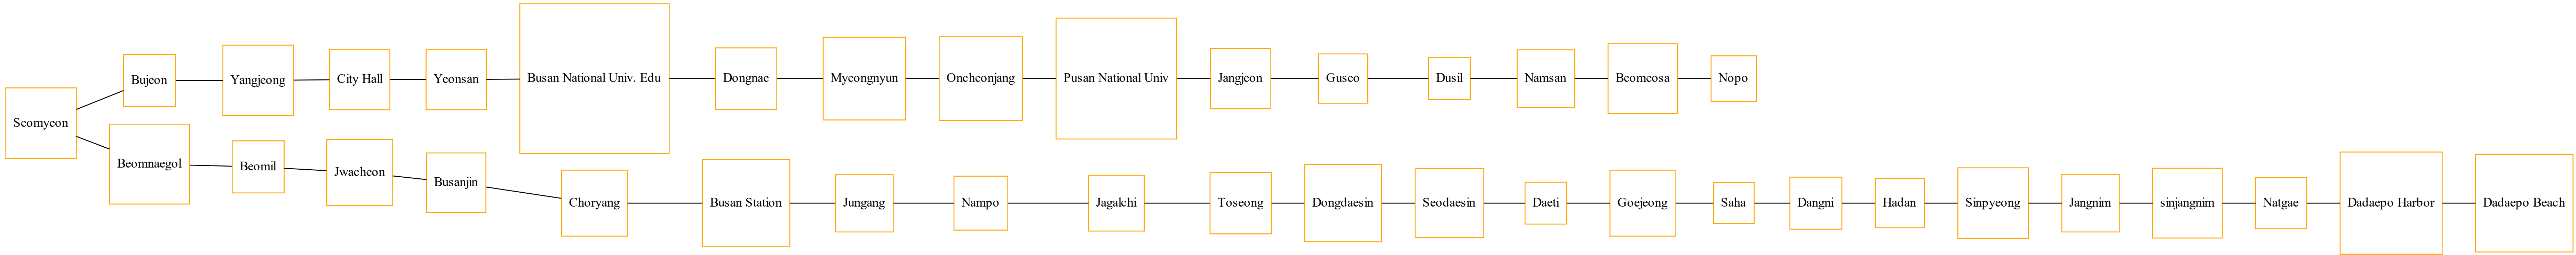 Seomyeon
Bujeon
Yangjeong
City Hall
Yeonsan
Busan National Univ. Edu
Dongnae
Myeongnyun
Oncheonjang
Pusan National Univ
Jangjeon
Guseo
Dusil
Namsan
Beomeosa
Nopo
Beomnaegol
Beomil
Jwacheon
Busanjin
Choryang
Busan Station
Jungang
Nampo
Jagalchi
Toseong
Dongdaesin
Seodaesin
Daeti
Goejeong
Saha
Dangni
Hadan
Sinpyeong
Jangnim
sinjangnim
Natgae
Dadaepo Harbor
Dadaepo Beach